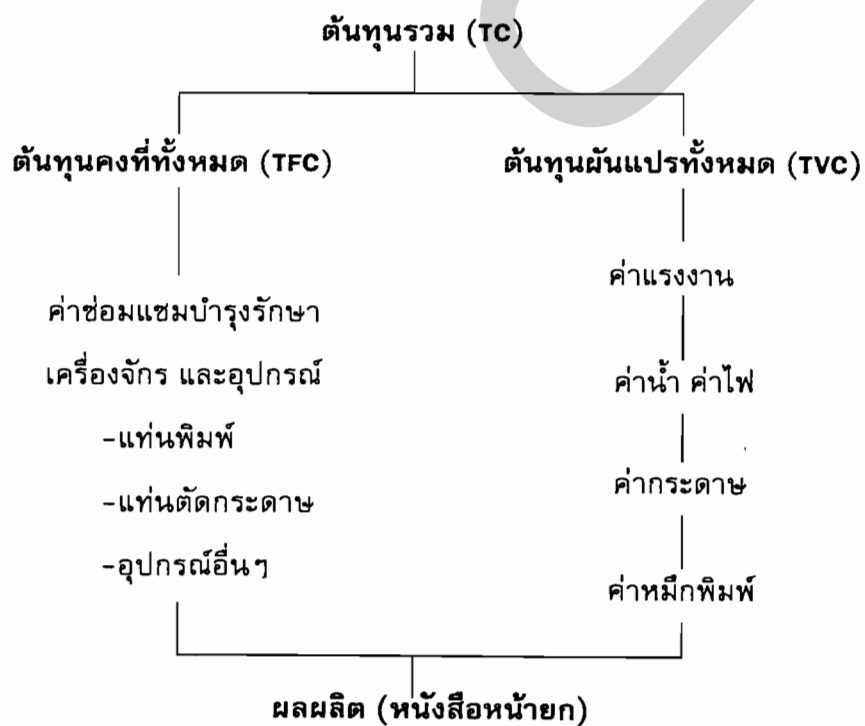 ต้นทุนรวม (TC)
ต้นทุนคงที่ทั้งหมด (TFC)
ต้นทุนผันแปรทั้งหมด (TVC)
ค่าซ่อมแซมบำรุงรักษา
เครื่องจักร และอุปกรณ์
-แท่นพิมพ์
-แท่นตัดกระดาษ
-อุปกรณ์อื่นๆ
ค่าแรงงาน
ค่าน้ำ ค่าไฟ
ค่ากระดาษ
ค่าหมึกพิมพ์
ผลผลิต (หนังสือหน้ายก)